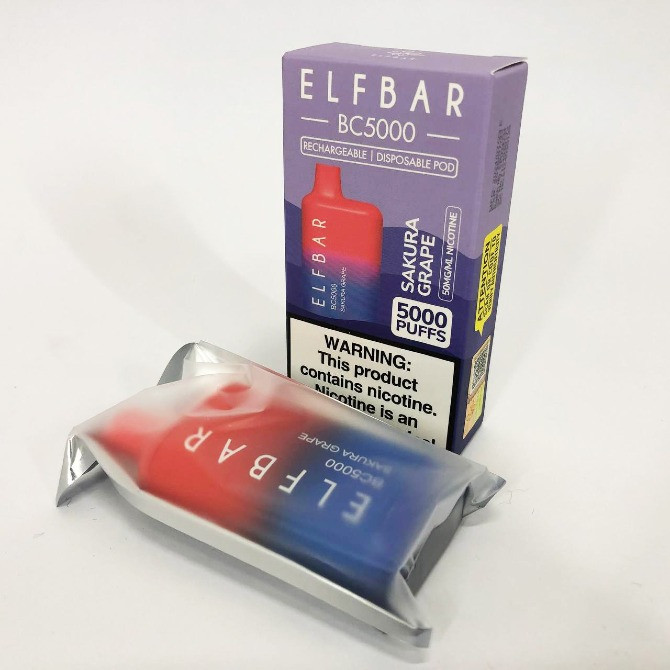 ELFBAR
BC5000
RECHARGEABLE | DISPOSABLE POD
ELFBAR
BC5000
SAKURA GRAPE
SAKURA
GRAPE
50MG/ML NICOTINE
5000
PUFFS
WARNING:
This product
contains nicotine.
Nicotine is an
ATTENTION
ELFBAR
BC5000
SAKURA GRAPE